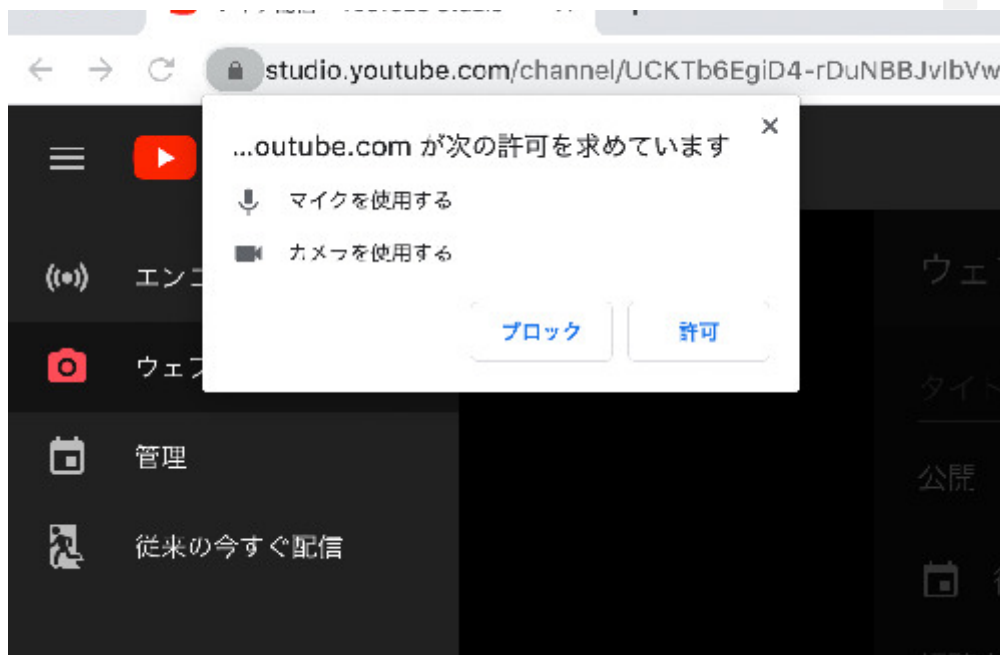 studio.youtube.com/channel/UCKTb6EgiD4-rDuNBBJvIbVw
...outube.com が次の許可を求めています
マイクを使用する
カメラを使用する
ブロック
許可
エンコ
ウェブ
管理
従来の今すぐ配信
ウェ
タイト
公開